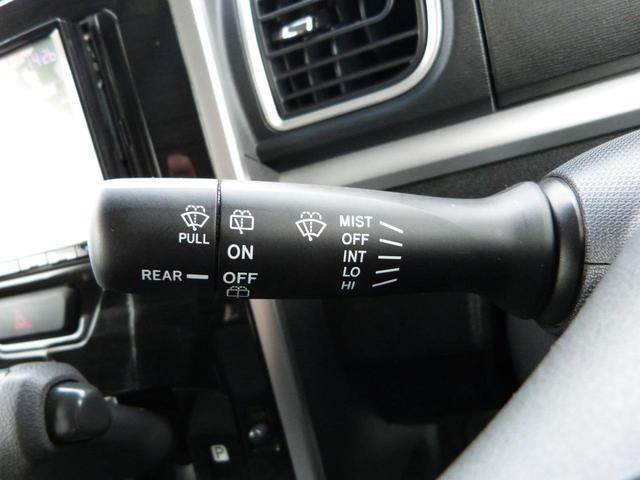 PULL
REAR
ON
OFF
MIST
OFF
INT
LO
HI
P